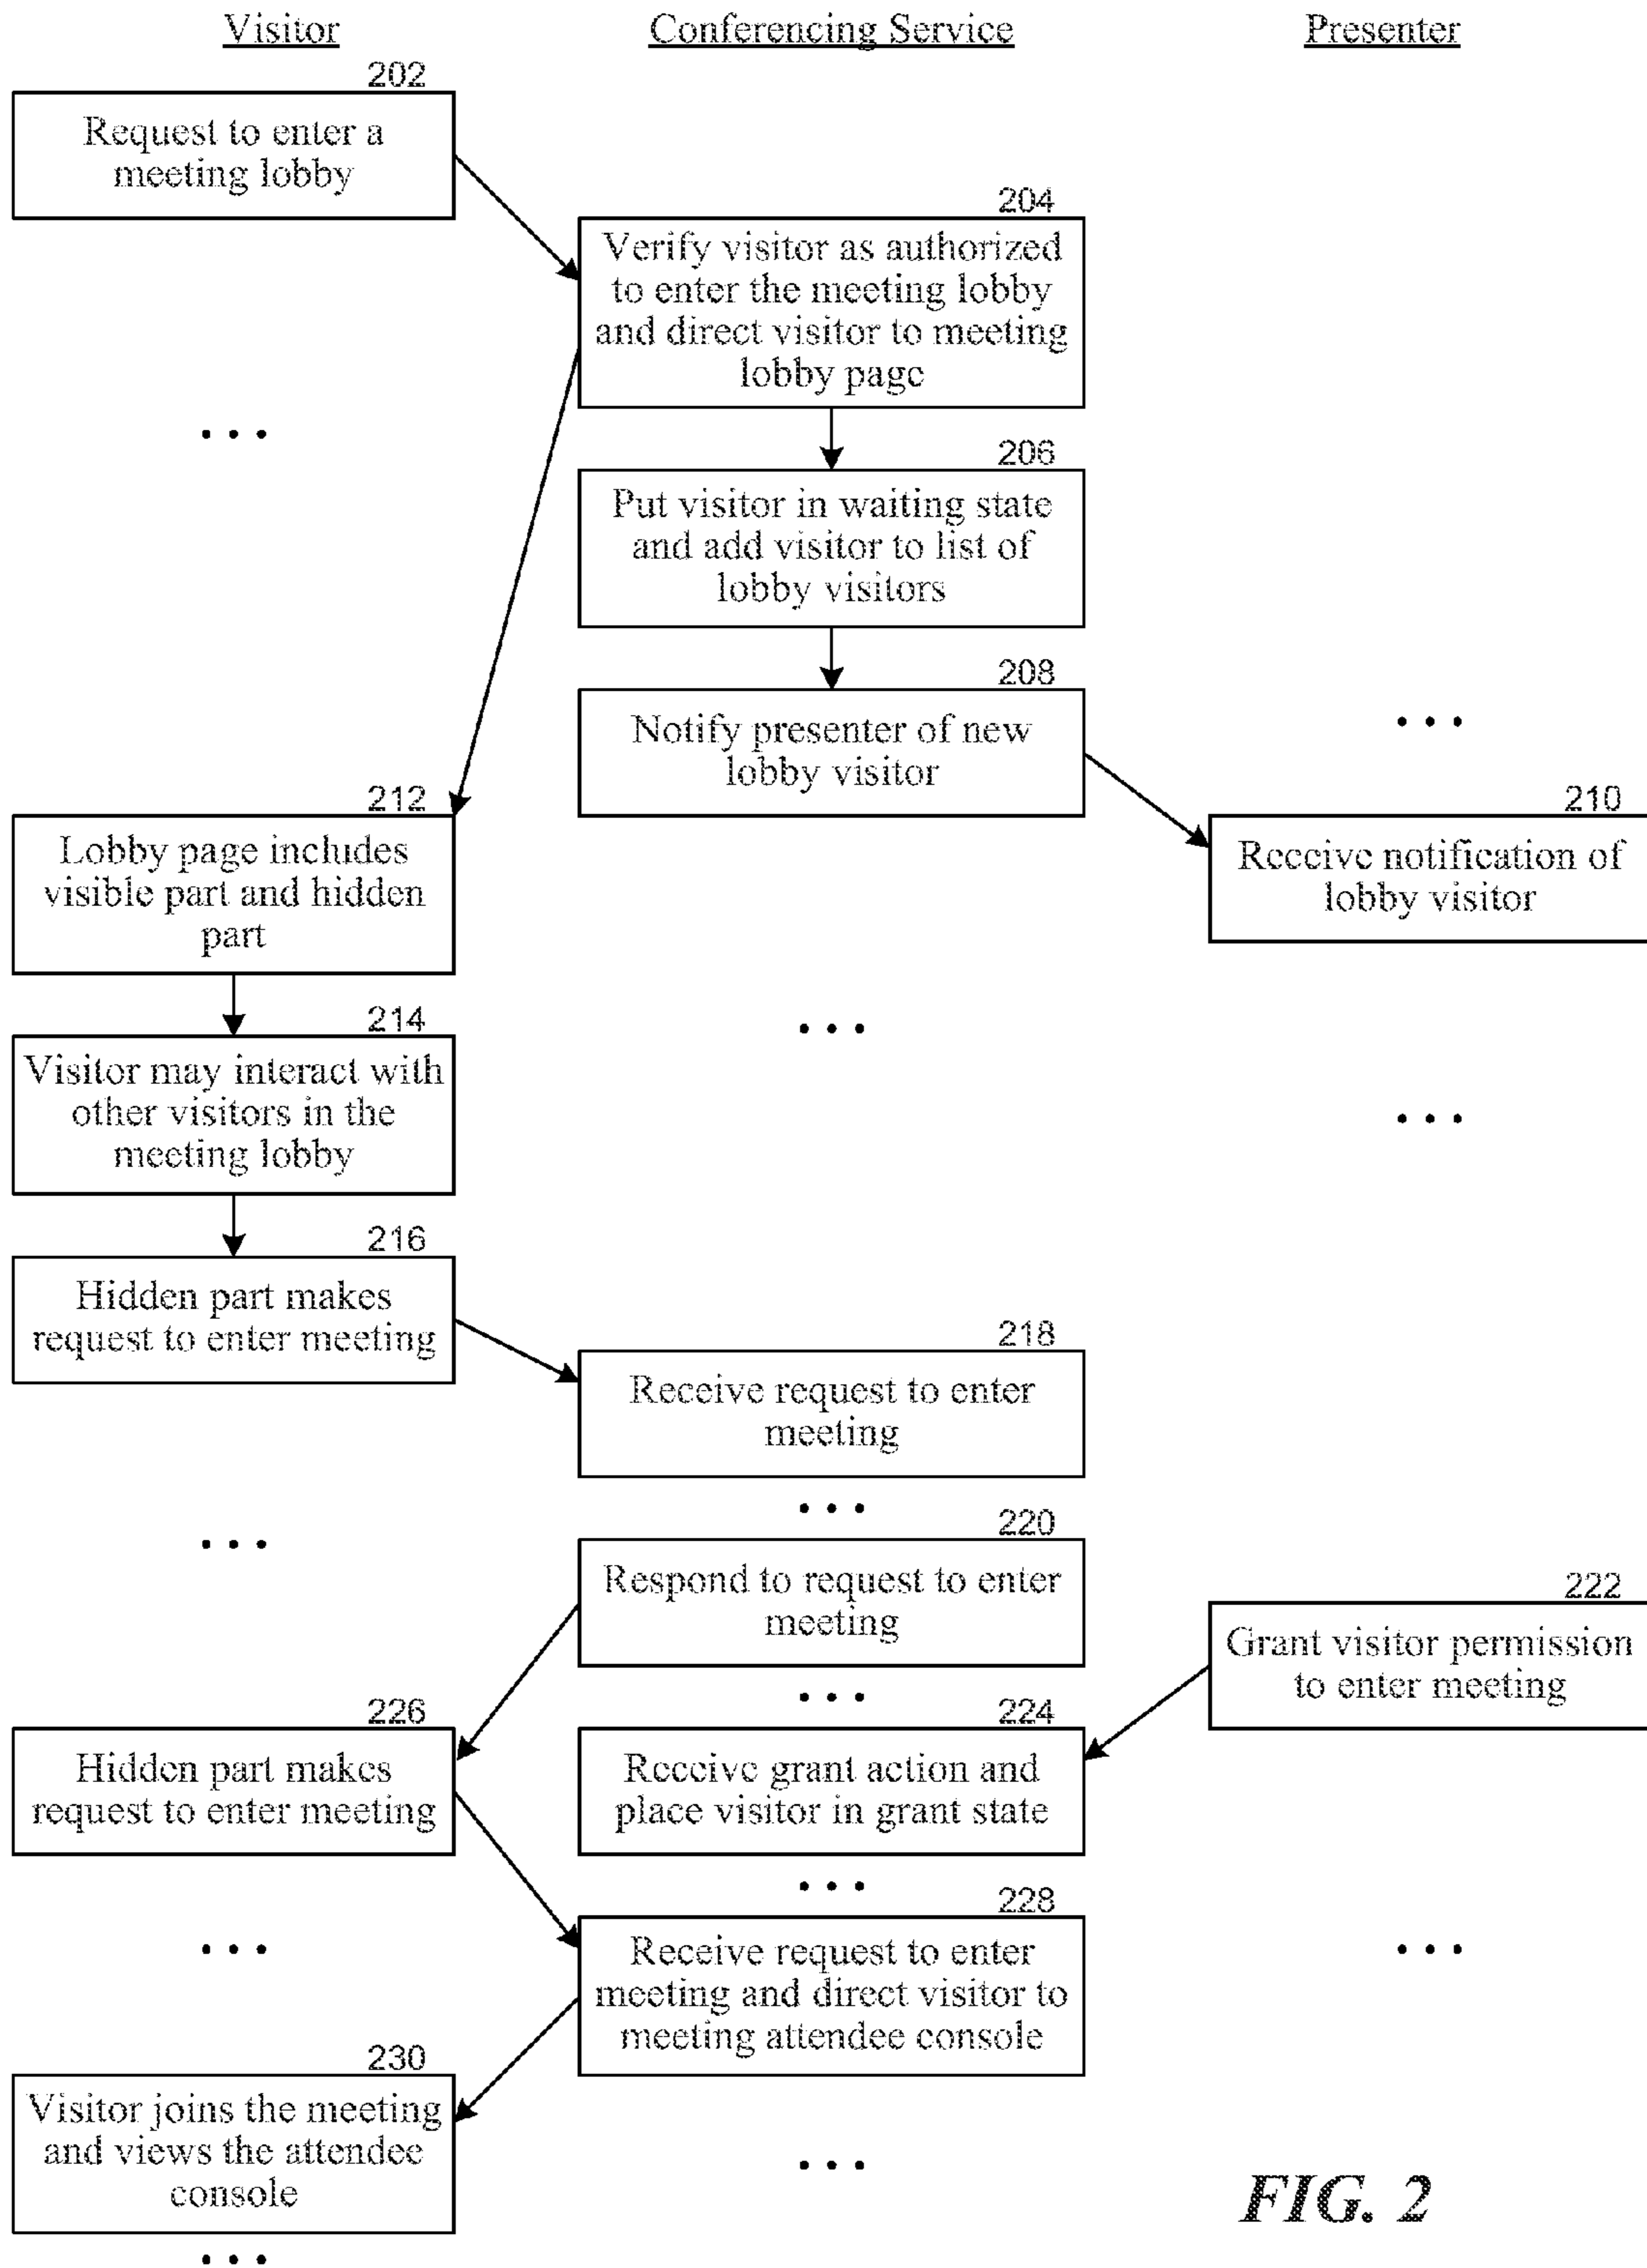 Visitor
Conferencing Service
Presenter
202
Request to enter a
meeting lobby
204
Verify visitor as authorized
to enter the meeting lobby
and direct visitor to meeting
lobby page
...
206
Put visitor in waiting state
and add visitor to list of
lobby visitors
208
Notify presenter of new
lobby visitor
...
210
Receive notification of
lobby visitor
212
Lobby page includes
visible part and hidden
part
...
214
Visitor may interact with
other visitors in the
meeting lobby
...
216
Hidden part makes
request to enter meeting
218
Receive request to enter
meeting
...
...
220
Respond to request to enter
meeting
222
Grant visitor permission
to enter meeting
...
224
Receive grant action and
place visitor in grant state
226
Hidden part makes
request to enter meeting
...
228
Receive request to enter
meeting and direct visitor to
meeting attendee console
...
...
230
Visitor joins the meeting
and views the attendee
console
...
...
FIG. 2